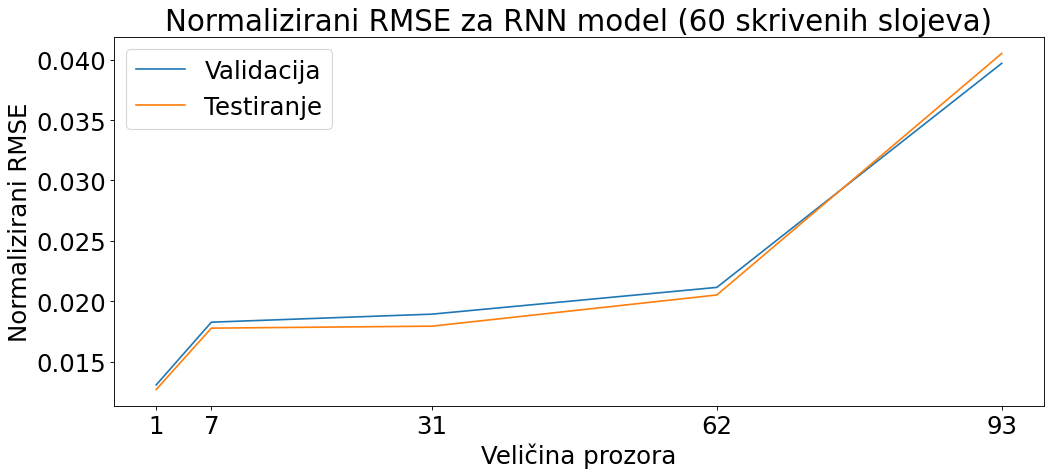 Normalizirani RMSE za RNN model (60 skrivenih slojeva)
Validacija
Testiranje
Normalizirani RMSE
0.040
0.035
0.030
0.025
0.020
0.015
1 7 31 62 93
Veličina prozora